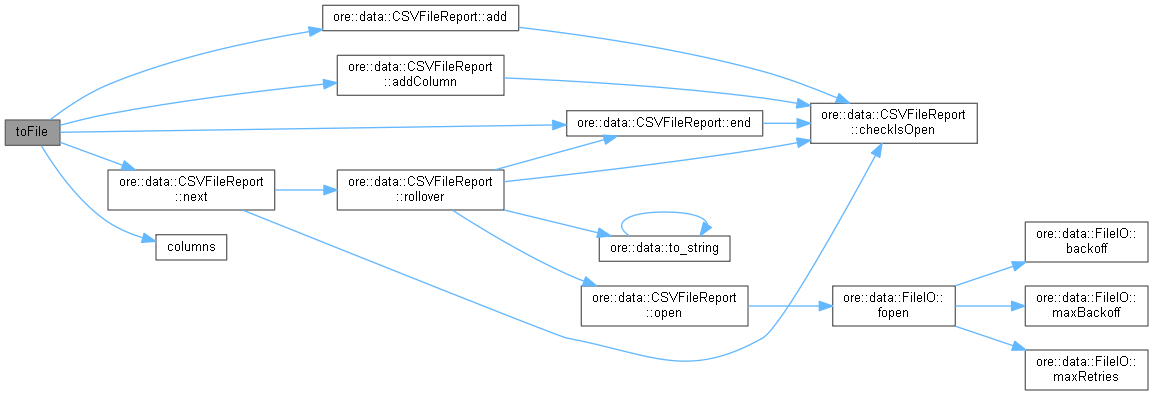 toFile
ore::data::CSVFileReport::add
ore::data::CSVFileReport
::addColumn
ore::data::CSVFileReport::end
ore::data::CSVFileReport
::checkIsOpen
ore::data::CSVFileReport
::next
ore::data::CSVFileReport
::rollover
columns
ore::data::to_string
ore::data::CSVFileReport
::open
ore::data::FileIO::
fopen
ore::data::FileIO::
backoff
ore::data::FileIO::
maxBackoff
ore::data::FileIO::
maxRetries